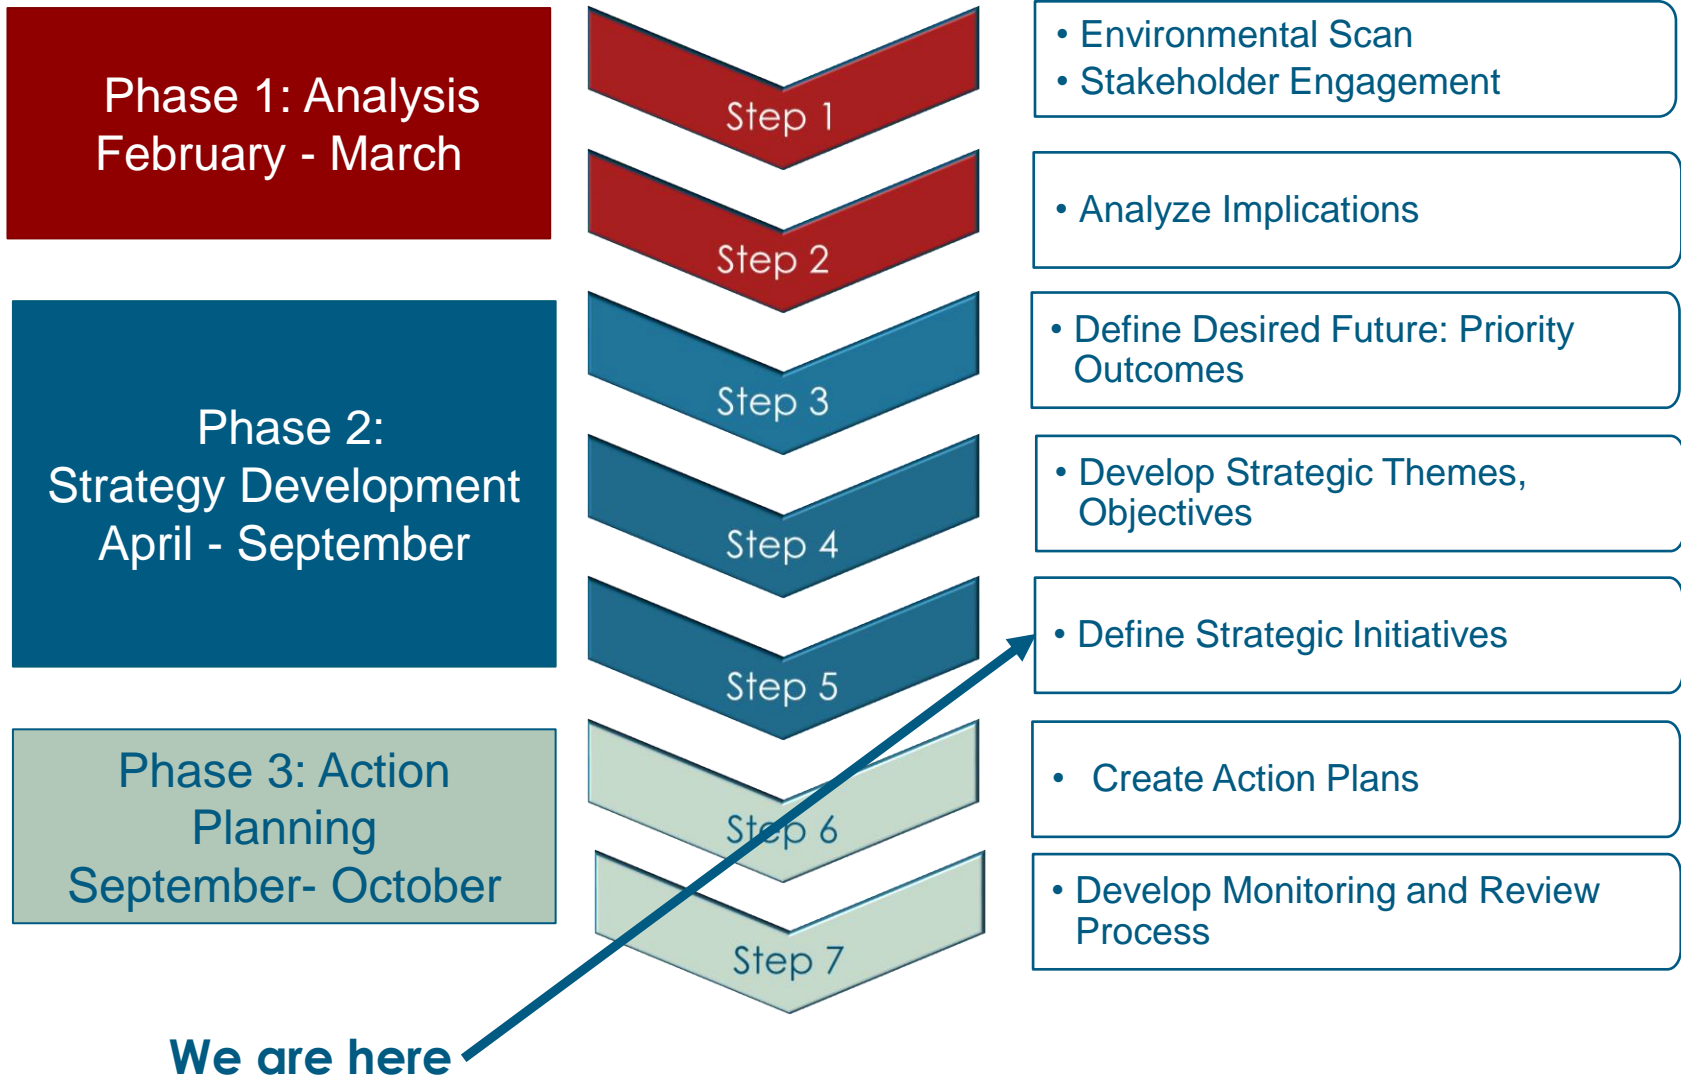 Phase 1: Analysis
February - March
Step 1
• Environmental Scan
• Stakeholder Engagement
Step 2
• Analyze Implications
Phase 2:
Strategy Development
April - September
Step 3
• Define Desired Future: Priority
Outcomes
Step 4
• Develop Strategic Themes,
Objectives
Step 5
• Define Strategic Initiatives
Phase 3: Action
Planning
September- October
Step 6
• Create Action Plans
Step 7
• Develop Monitoring and Review
Process
We are here